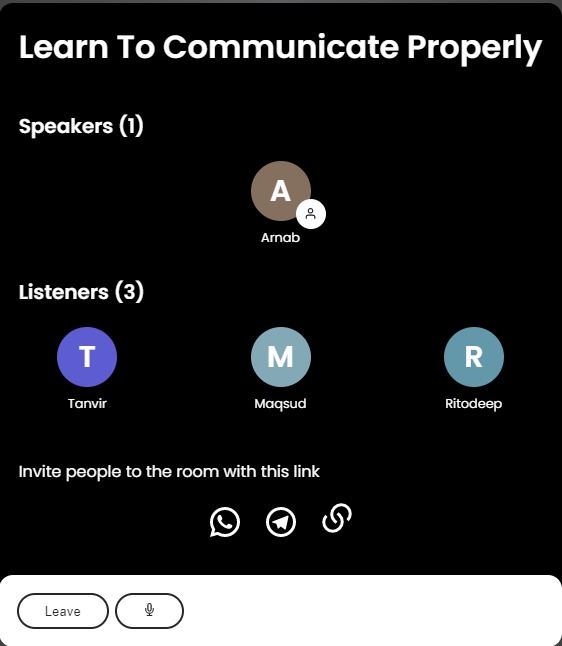 Learn To Communicate Properly
Speakers (1)
A
Arnab
Listeners (3)
T M R
Tanvir Maqsud Ritodeep
Invite people to the room with this link
Leave